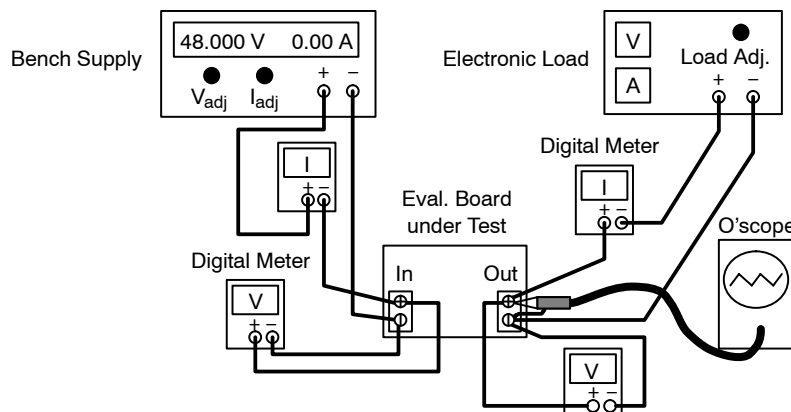 48.000 V 0.00 A
Bench Supply
Vadj Iadj + −
Electronic Load
V
A
Load Adj.
+ −
I
+ −
Digital Meter
I
+ −
Eval. Board
under Test
In Out
O'scope
Digital Meter
V
+ −
V
+ −